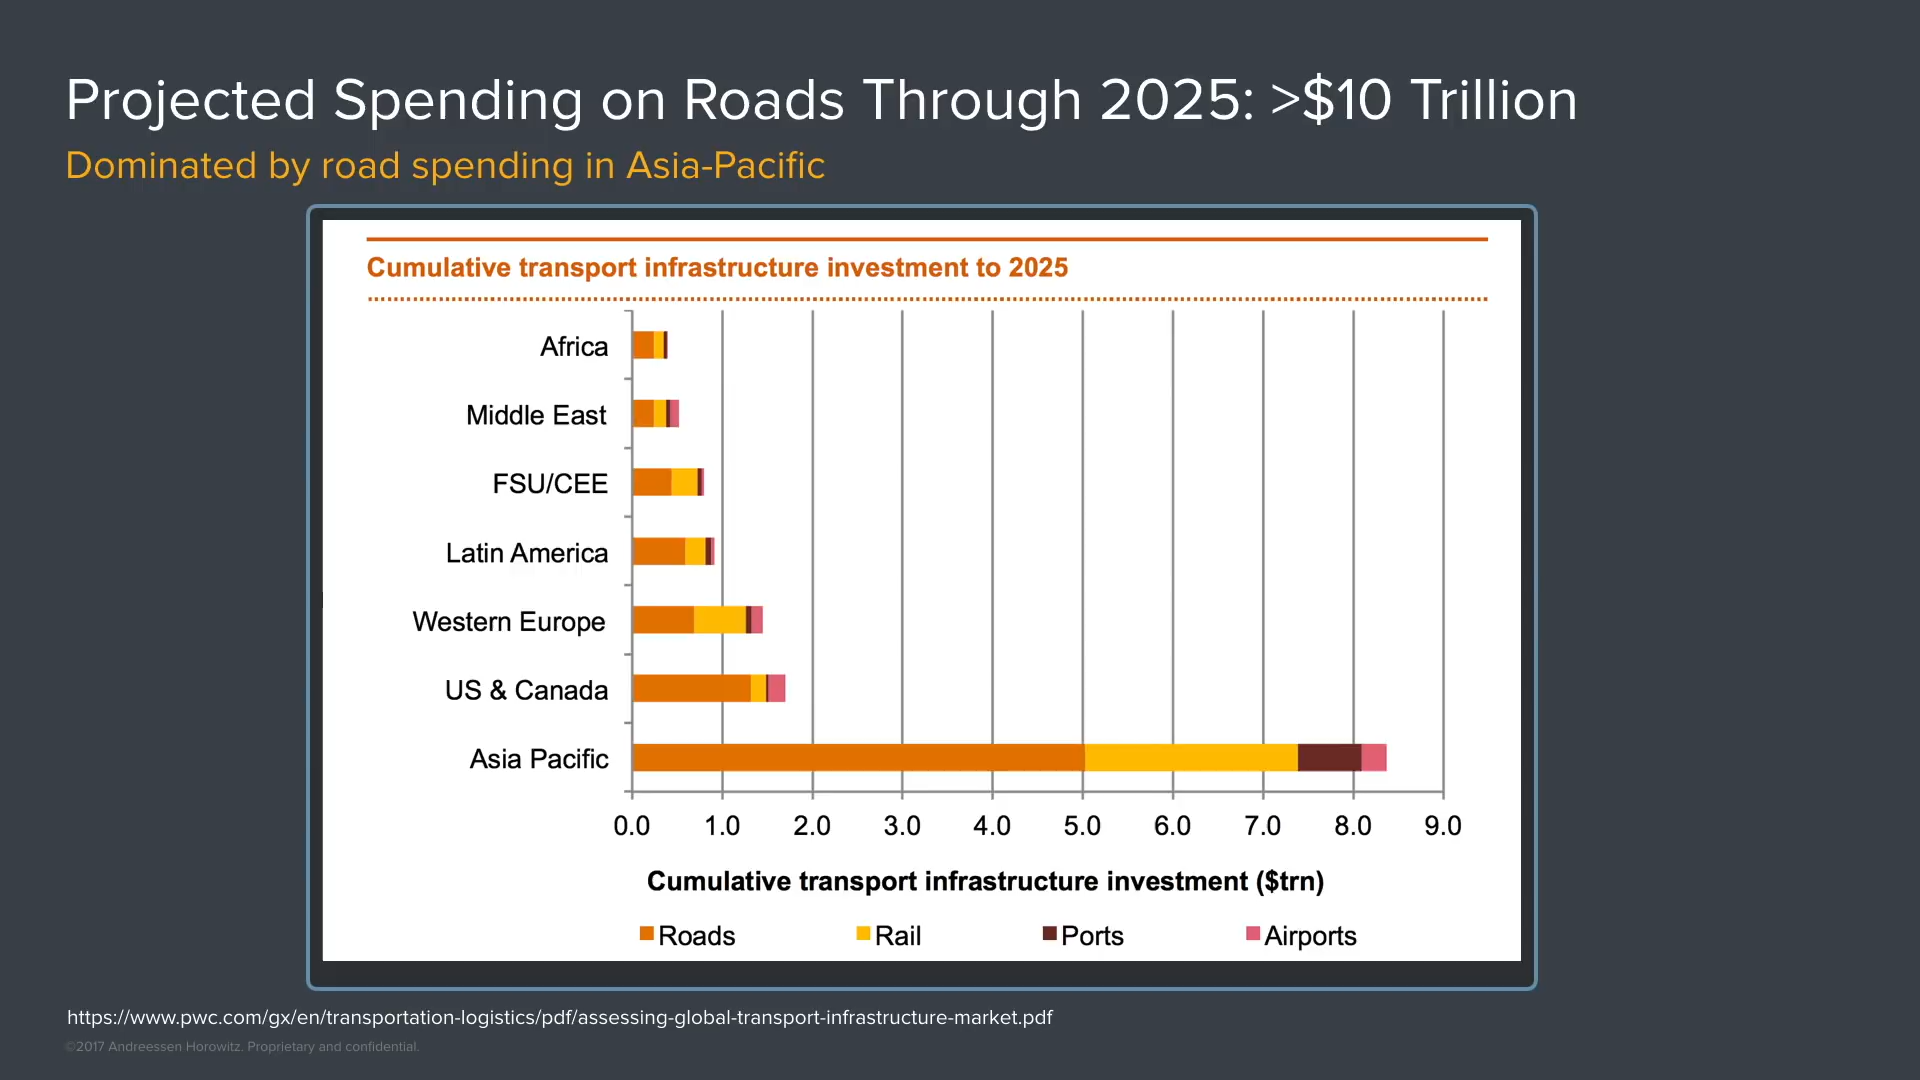 Projected Spending on Roads Through 2025: >$10 Trillion
Dominated by road spending in Asia-Pacific
Cumulative transport infrastructure investment to 2025
Africa
Middle East
FSU/CEE
Latin America
Western Europe
US & Canada
Asia Pacific
0.0 1.0 2.0 3.0 4.0 5.0 6.0 7.0 8.0 9.0
Cumulative transport infrastructure investment ($trn)
Roads Rail Ports Airports
https://www.pwc.com/gx/en/transportation-logistics/pdf/assessing-global-transport-infrastructure-market.pdf
©2017 Andreessen Horowitz. Proprietary and confidential.